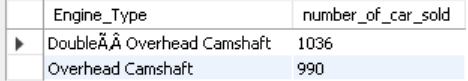 Engine_Type number_of_car_sold
DoubleÃ‚Â Overhead Camshaft 1036
Overhead Camshaft 990